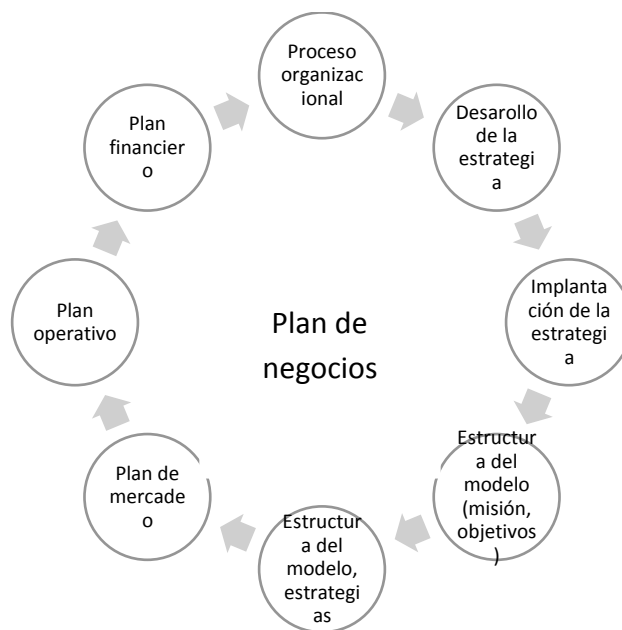 Proceso
organizac
ional
Desarollo
de la
estrategi
a
Implanta
ción de la
estrategi
a
Estructur
a del
modelo
(misión,
objetivos
)
Estructur
a del
modelo,
estrategi
as
Plan de
mercade
o
Plan
operativo
Plan
financier
o
Plan de
negocios